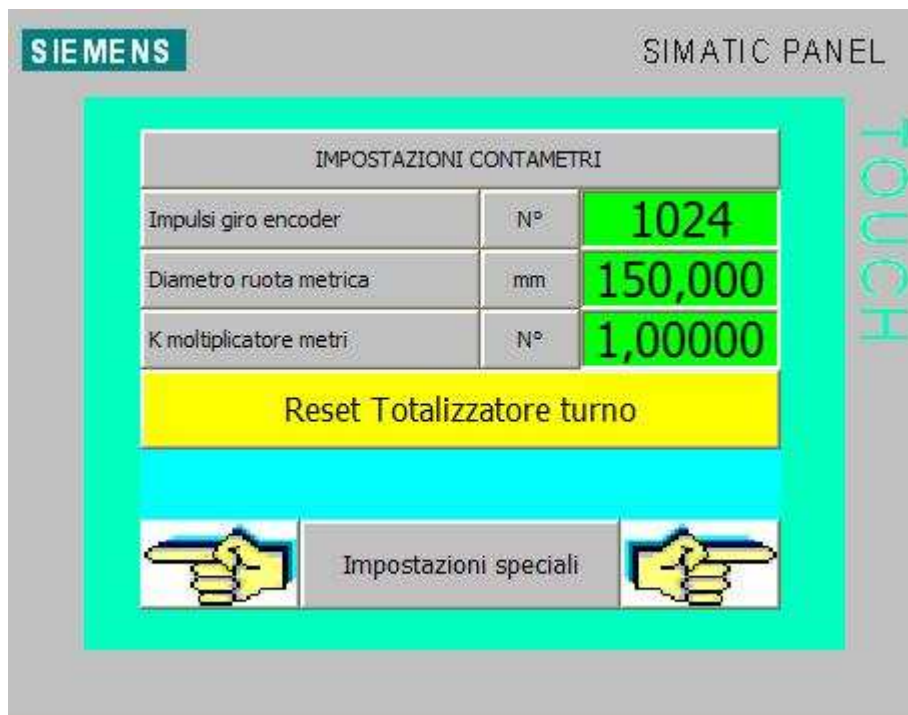 SIEMENS
SIMATIC PANEL
TOUCH
IMPOSTAZIONI CONTAMETRI
Impulsi giro encoder N° 1024
Diametro ruota metrica mm 150,000
K moltiplicatore metri N° 1,00000
Reset Totalizzatore turno
Impostazioni speciali